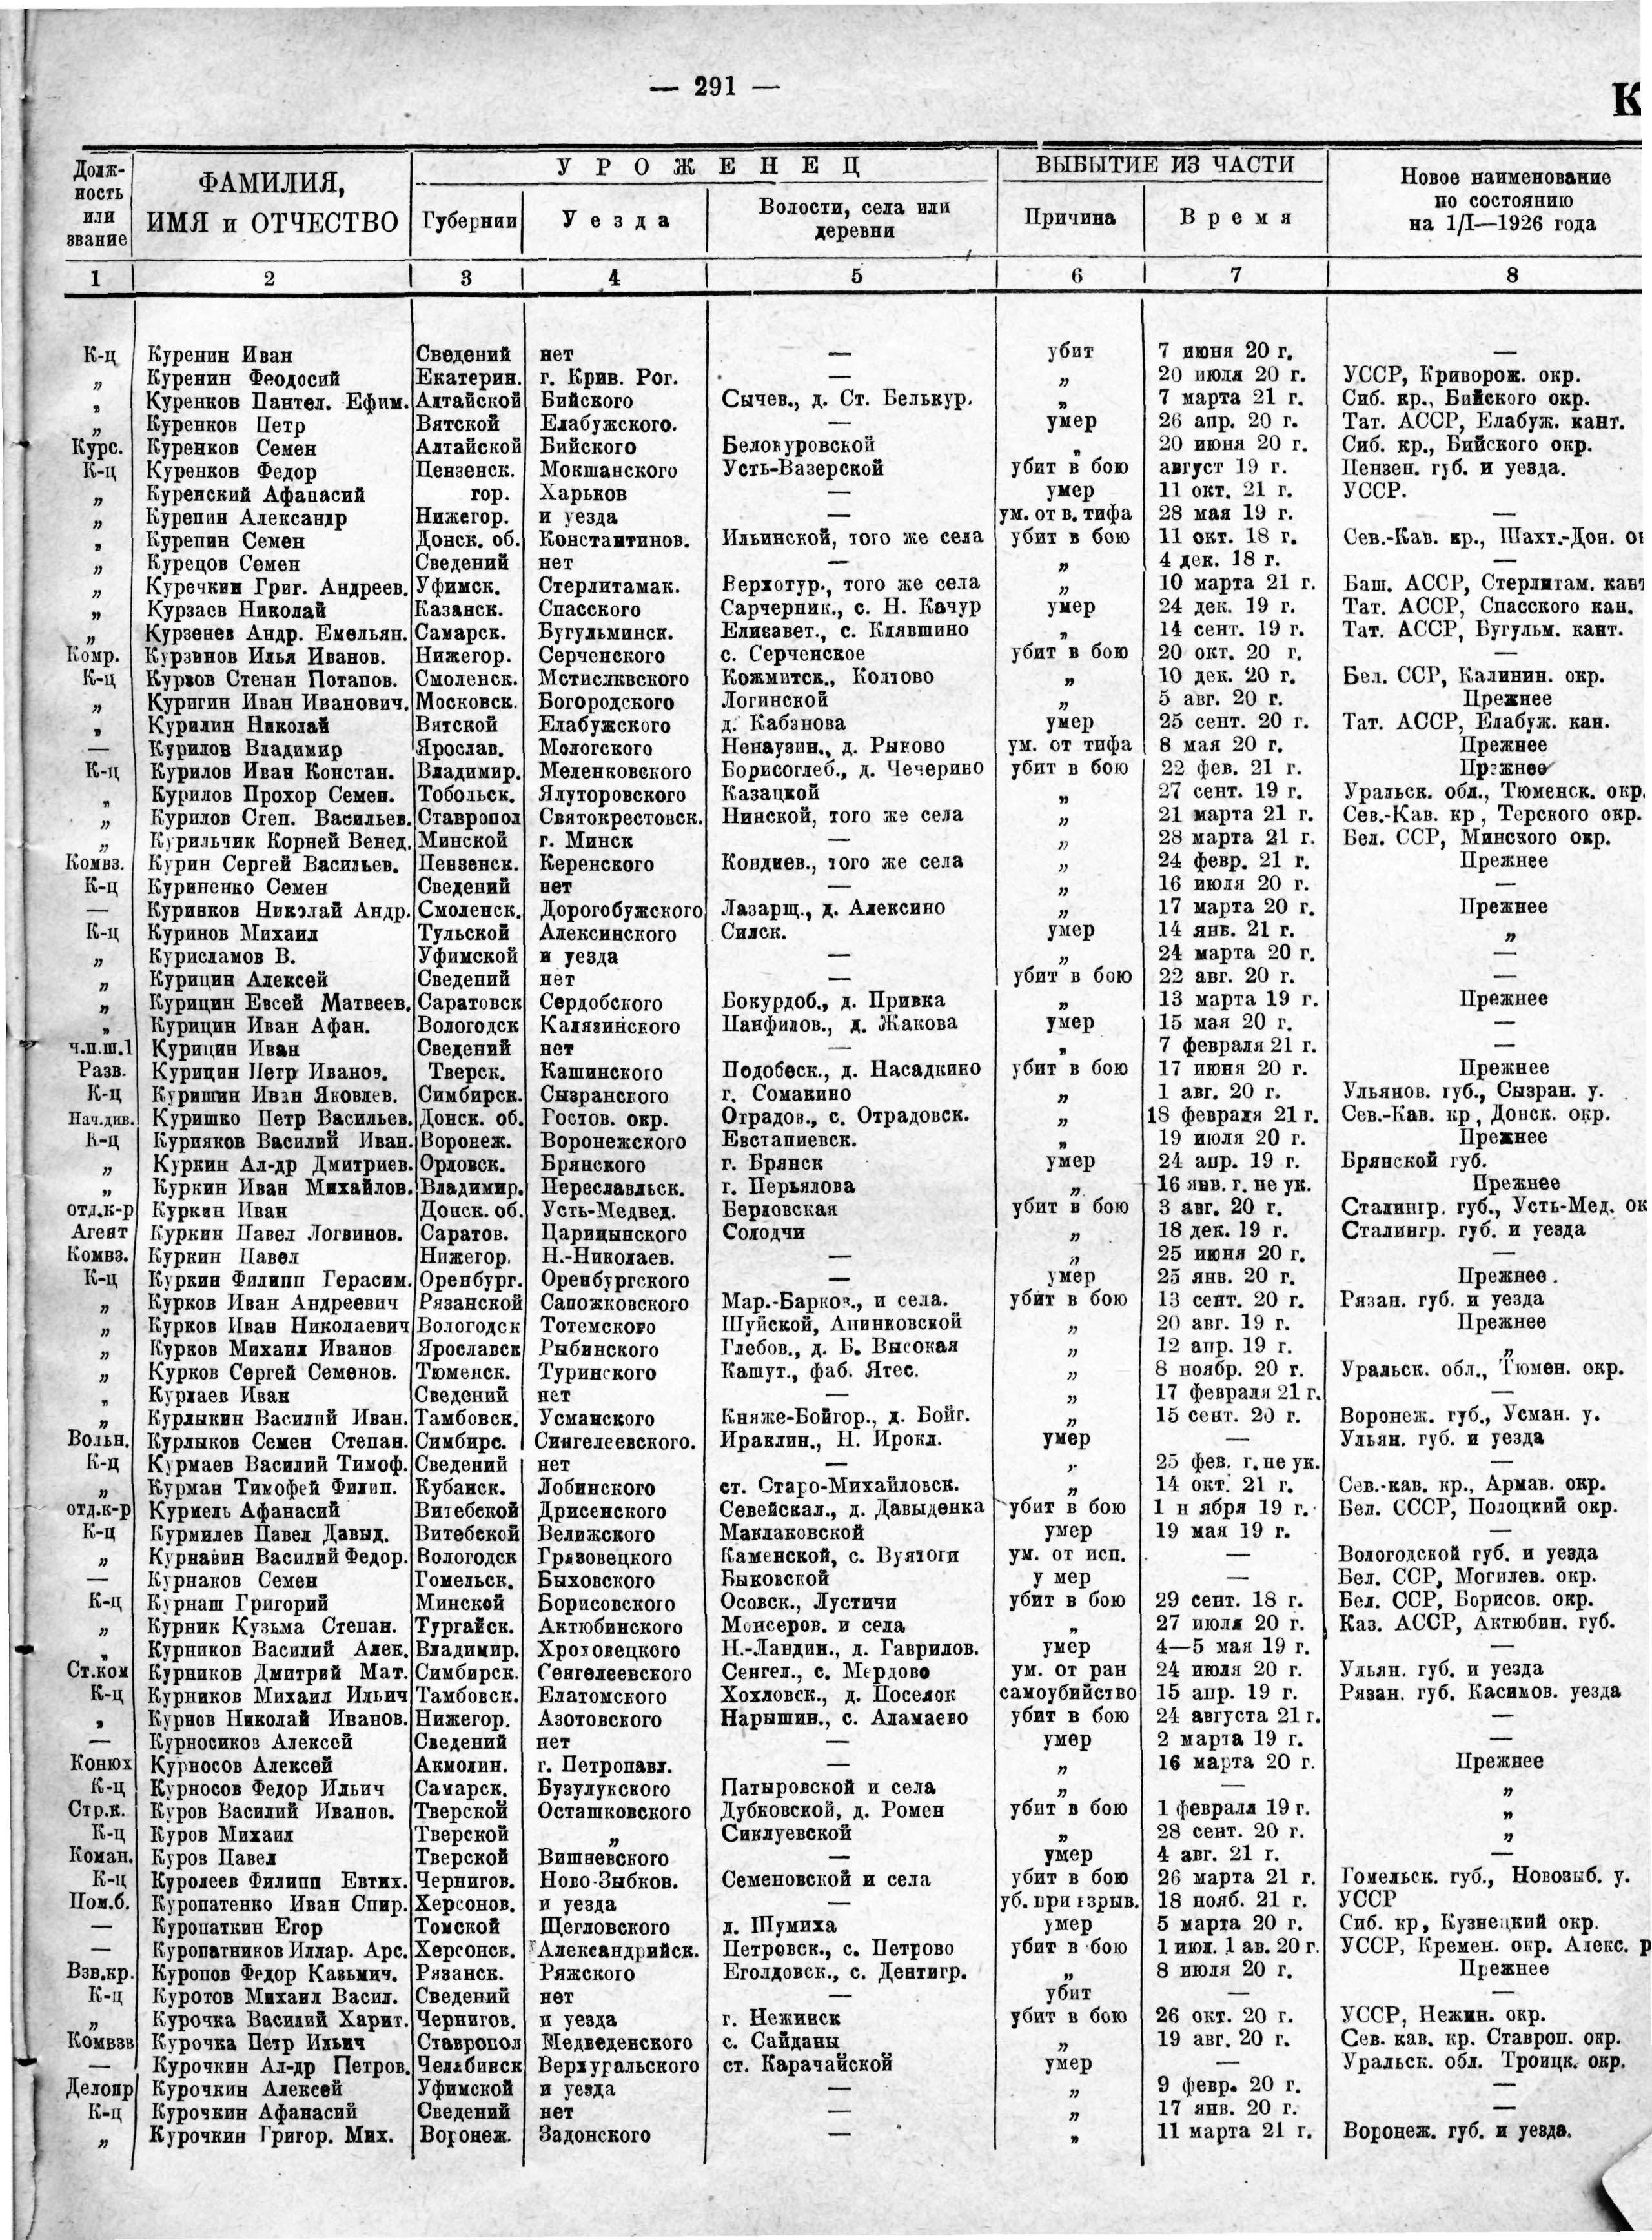 — 291 —
К
Долж-
ность
или
звание
ФАМИЛИЯ,
ИМЯ и ОТЧЕСТВО
УРОЖЕНЕЦ
Губернии
Уезда
Волости, села или
деревни
ВЫБЫТИЕ ИЗ ЧАСТИ
Причина
Время
Новое наименование
по состоянию
на 1/I—1926 года
1 2 3 4 5 6 7 8
К-ц Куренин Иван Сведений нет — убит 7 июня 20 г. —
„ Куренин Феодосий Екатерин. г. Крив. Рог. — „ 20 июля 20 г. УССР, Криворож. окр.
„ Куренков Пантел. Ефим. Алтайской Бийского Сычев., д. Ст. Белькур. „ 7 марта 21 г. Сиб. кр., Бийского окр.
„ Куренков Петр Вятской Елабужского. — умер 26 апр. 20 г. Тат. АССР, Елабуж. кант.
Курс. Куренков Семен Алтайской Бийского Белокуровской „ 20 июня 20 г. Сиб. кр., Бийского окр.
К-ц Куренков Федор Пензенск. Мокшанского Усть-Вазерской убит в бою август 19 г. Пензен. губ. и уезда.
„ Куренский Афанасий гор. Харьков — умер 11 окт. 21 г. УССР.
„ Курепин Александр Нижегор. и уезда — ум. от в. тифа 28 мая 19 г. —
„ Курепин Семен Донск. об. Константинов. Ильинской, того же села убит в бою 11 окт. 18 г. Сев.-Кав. кр., Шахт.-Дон.
„ Курецов Семен Сведений нет — „ 4 дек. 18 г. —
„ Куречкин Григ. Андреев. Уфимск. Стерлитамак. Верхотур., того же села „ 10 марта 21 г. Баш. АССР, Стерлитам.
„ Курзаев Николай Казанск. Спасского Сарчерник., с. Н. Качур умер 24 дек. 19 г. Тат. АССР, Спасского кан.
„ Курзенев Андр. Емельян. Самарск. Бугульминск. Елисавет., с. Клявшино „ 14 сент. 19 г. Тат. АССР, Бугульм. кант.
Комр. Курзинов Илья Иванов. Нижегор. Серченского с. Серченское убит в бою 20 окт. 20 г. —
К-ц Курзов Степан Потапов. Смоленск. Мстиславского Кожмитск., Колтово „ 10 дек. 20 г. Бел. ССР, Калинин. окр.
„ Куригин Иван Иванович. Московск. Богородского Логинской „ 5 авг. 20 г. Прежнее
„ Курилин Николай Вятской Елабужского д. Кабанова умер 25 сент. 20 г. Тат. АССР, Елабуж. кан.
— Курилов Владимир Ярослав. Мологского Ненаузин., д. Рыково ум. от тифа 8 мая 20 г. Прежнее
К-ц Курилов Иван Констан. Владимир. Меленковского Борисоглеб., д. Чечерино убит в бою 22 фев. 21 г. Прежнее
„ Курилов Прохор Семен. Тобольск. Ялуторовского Казацкой „ 27 сент. 19 г. Уральск. обл., Тюменск. окр.
„ Курилов Степ. Васильев. Ставропол Святокрестовск. Нинской, того же села „ 21 марта 21 г. Сев.-Кав. кр, Терского окр.
„ Курильчик Корней Венед. Минской г. Минск — „ 28 марта 21 г. Бел. ССР, Минского окр.
Комвз. Курин Сергей Васильев. Пензенск. Керенского Кондиев., того же села „ 24 февр. 21 г. Прежнее
К-ц Куриненко Семен Сведений нет — „ 16 июля 20 г. —
— Куринков Николай Андр. Смоленск. Дорогобужского Лазарщ., д. Алексино „ 17 марта 20 г. Прежнее
К-ц Куринов Михаил Тульской Алексинского Силск. умер 14 янв. 21 г. „
„ Курисламов В. Уфимской и уезда — „ 24 марта 20 г. —
„ Курицин Алексей Сведений нет — убит в бою 22 авг. 20 г. —
„ Курицин Евсей Матвеев. Саратовск Сердобского Бокурдоб., д. Привка „ 13 марта 19 г. Прежнее
„ Курицин Иван Афан. Вологодск Калязинского Панфилов., д. Жакова умер 15 мая 20 г. —
ч.п.ш.1 Курицин Иван Сведений нет — „ 7 февраля 21 г. —
Разв. Курицин Петр Иванов. Тверск. Кашинского Подобеск., д. Насадкино убит в бою 17 июня 20 г. Прежнее
К-ц Куришин Иван Яковлев. Симбирск. Сызранского г. Сомакино „ 1 авг. 20 г. Ульянов. губ., Сызран. у.
Нач.див. Куришко Петр Васильев. Донск. об. Ростов. окр. Отрадов., с. Отрадовск. „ 18 февраля 21 г. Сев.-Кав. кр, Донск. окр.
К-ц Курияков Василий Иван. Воронеж. Воронежского Евстапиевск. „ 19 июля 20 г. Прежнее
„ Куркин Ал-др Дмитриев. Орловск. Брянского г. Брянск умер 24 апр. 19 г. Брянской губ.
„ Куркин Иван Михайлов. Владимир. Переславльск. г. Перьялова „ 16 янв. г. не ук. Прежнее
отд.к-р Куркин Иван Донск. об. Усть-Медвед. Берловская убит в бою 3 авг. 20 г. Сталингр. губ., Усть-Мед. ок
Агент Куркин Павел Логвинов. Саратов. Царицынского Солодчи „ 18 дек. 19 г. Сталингр. губ. и уезда
Комвз. Куркин Павел Нижегор. Н.-Николаев. — „ 25 июня 20 г. —
К-ц Куркин Филипп Герасим. Оренбург. Оренбургского — умер 25 янв. 20 г. Прежнее.
„ Курков Иван Андреевич Рязанской Сапожковского Мар.-Барков., и села. убит в бою 13 сент. 20 г. Рязан. губ. и уезда
„ Курков Иван Николаевич Вологодск Тотемского Шуйской, Анинковской „ 20 авг. 19 г. Прежнее
„ Курков Михаил Иванов Ярославск Рыбинского Глебов., д. Б. Высокая „ 12 апр. 19 г. „
„ Курков Сергей Семенов. Тюменск. Туринского Кашут., фаб. Ятес. „ 8 ноябр. 20 г. Уральск. обл., Тюмен. окр.
„ Курлаев Иван Сведений нет — „ 17 февраля 21 г. —
„ Курлыкин Василий Иван. Тамбовск. Усманского Княже-Бойгор., д. Бойг. „ 15 сент. 20 г. Воронеж. губ., Усман. у.
Вольн. Курлыков Семен Степан. Симбирс. Сингелеевского. Ираклин., Н. Ирокл. умер — Ульян. губ. и уезда
К-ц Курмаев Василий Тимоф. Сведений нет — „ 25 фев. г. не ук. —
„ Курман Тимофей Филип. Кубанск. Лобинского ст. Старо-Михайловск. „ 14 окт. 21 г. Сев.-кав. кр., Армав. окр.
отд.к-р Курмель Афанасий Витебской Дрисенского Севейскал., д. Давыденка убит в бою 1 н ября 19 г. Бел. СССР, Полоцкий окр.
К-ц Курмилев Павел Давыд. Витебской Велижского Маклаковской умер 19 мая 19 г. —
„ Курнавин Василий Федор. Вологодск Грязовецкого Каменской, с. Вуятоги ум. от исп. — Вологодской губ. и уезда
— Курнаков Семен Гомельск. Быховского Быковской у мер — Бел. ССР, Могилев. окр.
К-ц Курнаш Григорий Минской Борисовского Осовск., Лустичи убит в бою 29 сент. 18 г. Бел. ССР, Борисов. окр.
„ Курник Кузьма Степан. Тургайск. Актюбинского Монсеров. и села „ 27 июля 20 г. Каз. АССР, Актюбин. губ.
„ Курников Василий Алек. Владимир. Хроховецкого Н.-Ландин., д. Гаврилов. умер 4—5 мая 19 г. —
Ст.ком Курников Дмитрий Мат. Симбирск. Сенгелеевского Сенгел., с. Мердово ум. от ран 24 июля 20 г. Ульян. губ. и уезда
К-ц Курников Михаил Ильич Тамбовск. Елатомского Хохловск., д. Поселок самоубийство 15 апр. 19 г. Рязан. губ. Касимов. уезда
„ Курнов Николай Иванов. Нижегор. Азотовского Нарышин., с. Аламаево убит в бою 24 августа 21 г. —
— Курносиков Алексей Сведений нет — умер 2 марта 19 г. —
Конюх Курносов Алексей Акмолин. г. Петропавл. — „ 16 марта 20 г. Прежнее
К-ц Курносов Федор Ильич Самарск. Бузулукского Патыровской и села „ — „
Стр.к. Куров Василий Иванов. Тверской Осташковского Дубковской, д. Ромен убит в бою 1 февраля 19 г. „
К-ц Куров Михаил Тверской „ Сиклуевской „ 28 сент. 20 г. „
Коман. Куров Павел Тверской Вишневского — умер 4 авг. 21 г. —
К-ц Куролеев Филипп Евтих. Чернигов. Ново-Зыбков. Семеновской и села убит в бою 26 марта 21 г. Гомельск. губ., Новозыб. у.
Пом.б. Куропатенко Иван Спир. Херсонов. и уезда — уб. при взрыв. 18 нояб. 21 г. УССР
— Куропаткин Егор Томской Щегловского д. Шумиха умер 5 марта 20 г. Сиб. кр, Кузнецкий окр.
— Куропатников Иллар. Арс. Херсонск. Александрийск. Петровск., с. Петрово убит в бою 1 июл. 1 ав. 20 г. УССР, Кремен. окр. Алекс. р
Взв.кр. Куропов Федор Казьмич. Рязанск. Ряжского Еголдовск., с. Дентигр. „ 8 июля 20 г. Прежнее
К-ц Куротов Михаил Васил. Сведений нет — убит — —
„ Курочка Василий Харит. Чернигов. и уезда г. Нежинск убит в бою 26 окт. 20 г. УССР, Нежин. окр.
Комвзв Курочка Петр Ильич Ставропол Медведенского с. Сайданы „ 19 авг. 20 г. Сев. кав. кр. Ставроп. окр.
— Курочкин Ал-др Петров. Челябинск Верхуральского ст. Карачайской умер — Уральск. обл. Троицк. окр.
Делопр Курочкин Алексей Уфимской и уезда — „ 9 февр. 20 г. —
К-ц Курочкин Афанасий Сведений нет — „ 17 янв. 20 г. —
„ Курочкин Григор. Мих. Воронеж. Задонского — „ 11 марта 21 г. Воронеж. губ. и уезда.